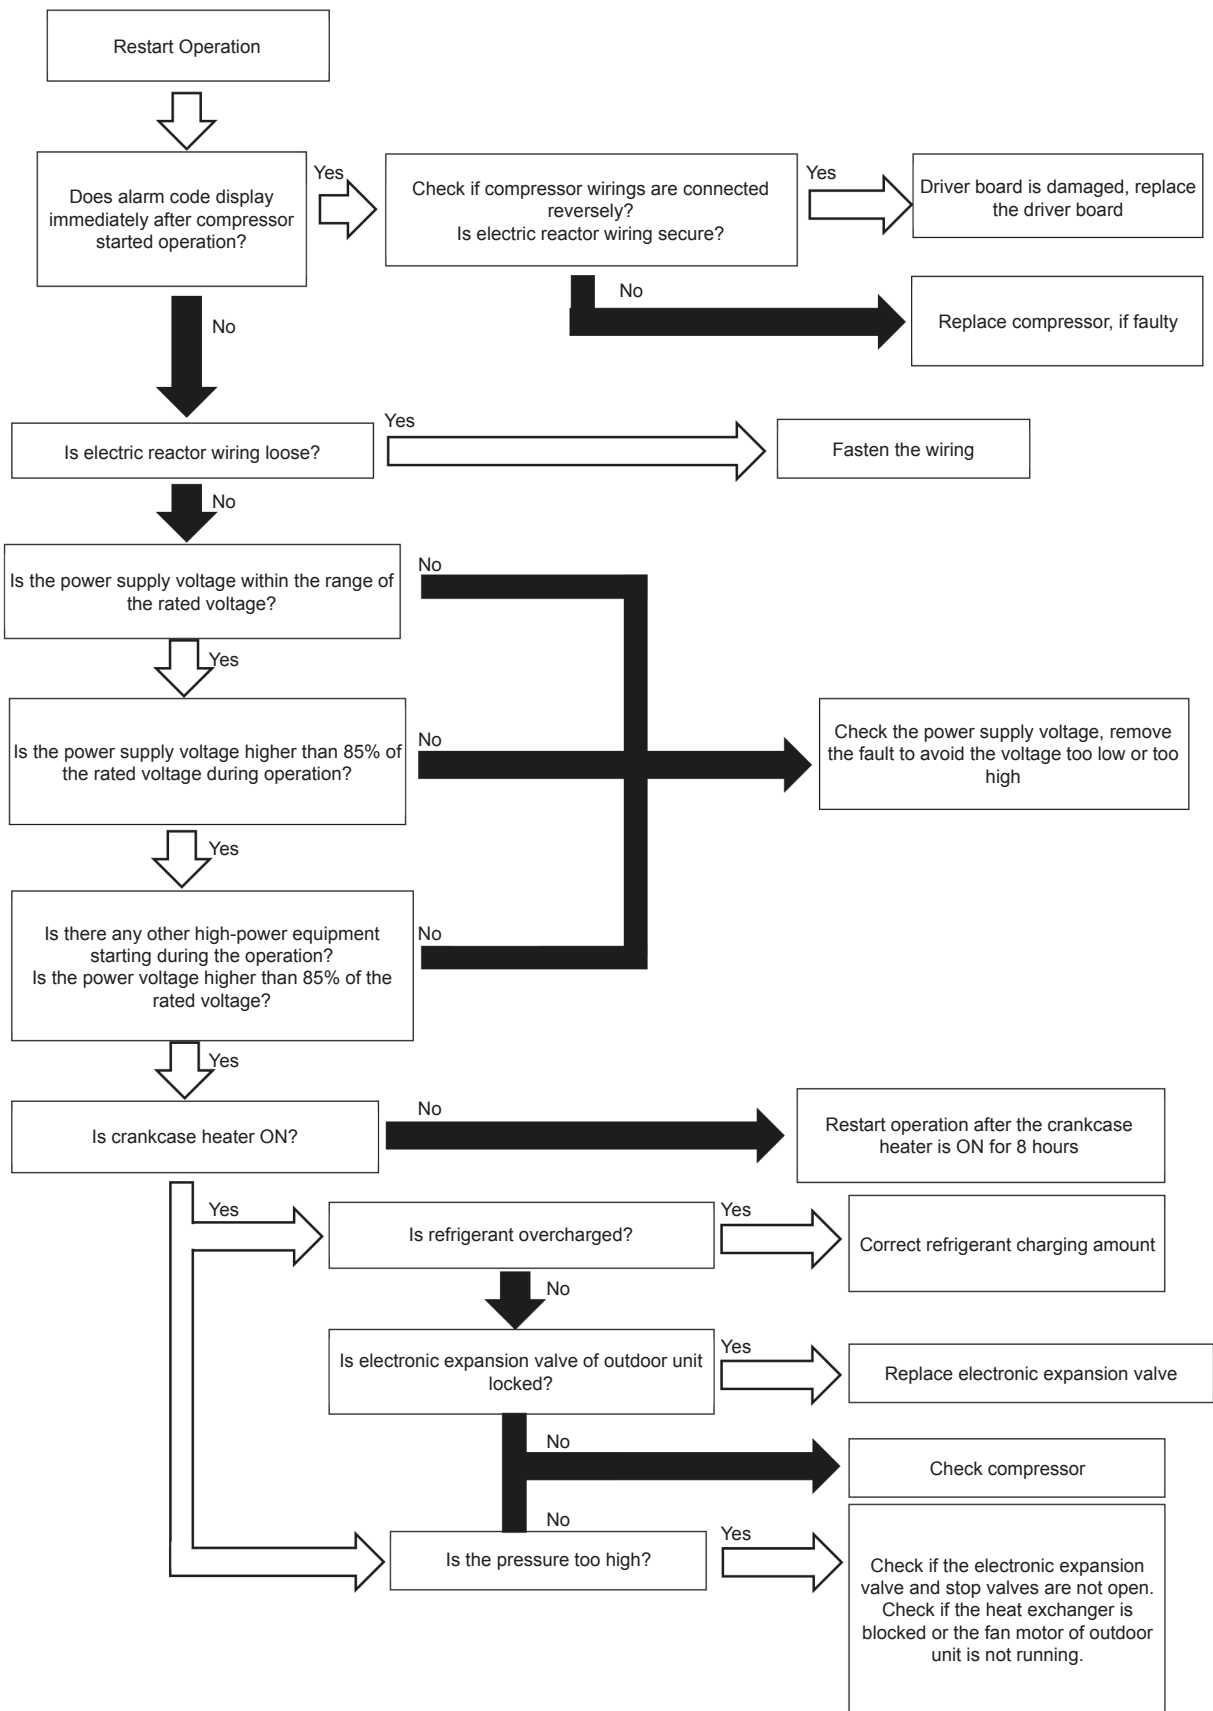 Restart Operation
Does alarm code display
immediately after compressor
started operation?
Yes
Check if compressor wirings are connected
reversely?
Is electric reactor wiring secure?
Yes
Driver board is damaged, replace
the driver board
No
Replace compressor, if faulty
No
Is electric reactor wiring loose?
Yes
Fasten the wiring
No
Is the power supply voltage within the range of
the rated voltage?
No
Yes
Is the power supply voltage higher than 85% of
the rated voltage during operation?
No
Check the power supply voltage, remove
the fault to avoid the voltage too low or too
high
Yes
Is there any other high-power equipment
starting during the operation?
Is the power voltage higher than 85% of the
rated voltage?
No
Yes
Is crankcase heater ON?
No
Restart operation after the crankcase
heater is ON for 8 hours
Yes
Is refrigerant overcharged?
Yes
Correct refrigerant charging amount
No
Is electronic expansion valve of outdoor unit
locked?
Yes
Replace electronic expansion valve
No
Check compressor
No
Is the pressure too high?
Yes
Check if the electronic expansion
valve and stop valves are not open.
Check if the heat exchanger is
blocked or the fan motor of outdoor
unit is not running.